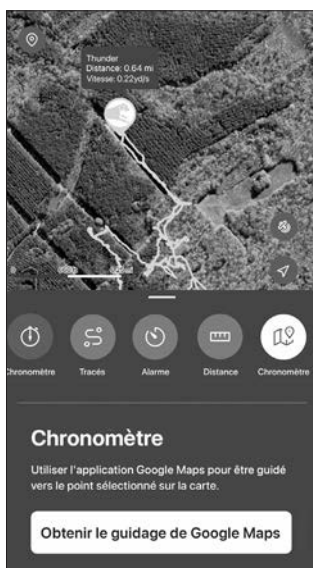 Thunder
Distance: 0.64 mi
Vitesse: 0.22yd/s
Chronomètre Tracés Alarme Distance Chronomètre
Chronomètre
Utiliser l'application Google Maps pour être guidé
vers le point sélectionné sur la carte.
Obtenir le guidage de Google Maps